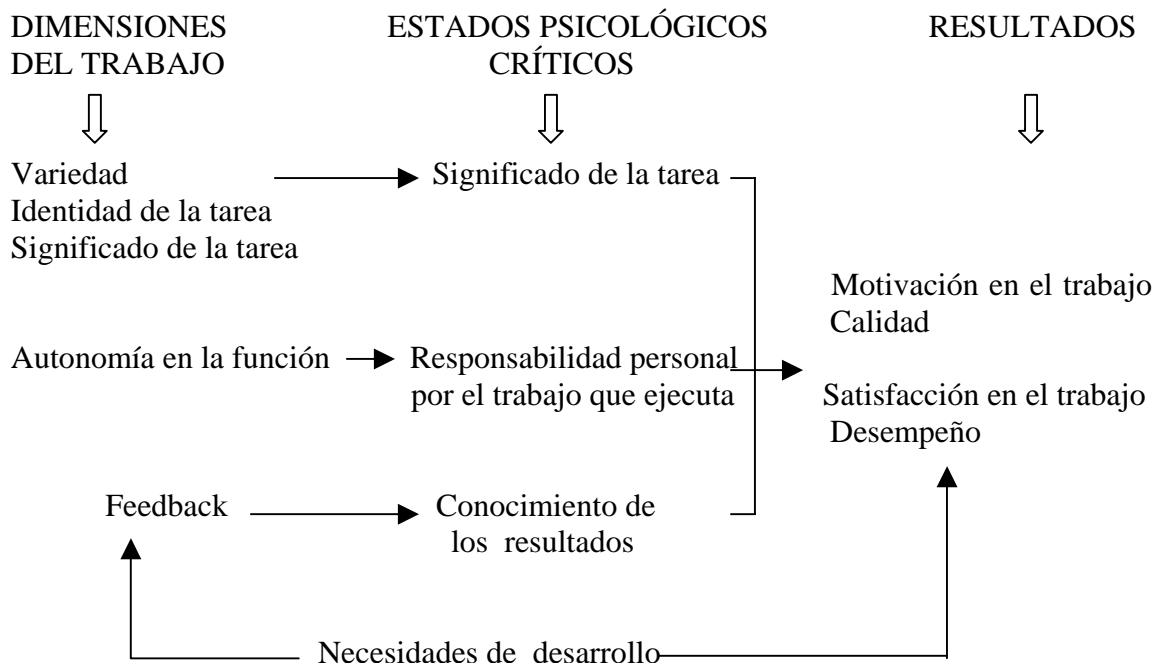 DIMENSIONES
DEL TRABAJO
ESTADOS PSICOLÓGICOS
CRÍTICOS
RESULTADOS
Variedad
Identidad de la tarea
Significado de la tarea
Significado de la tarea
Motivación en el trabajo
Calidad
Autonomía en la función
Responsabilidad personal
por el trabajo que ejecuta
Satisfacción en el trabajo
Desempeño
Feedback
Conocimiento de
los resultados
Necesidades de desarrollo